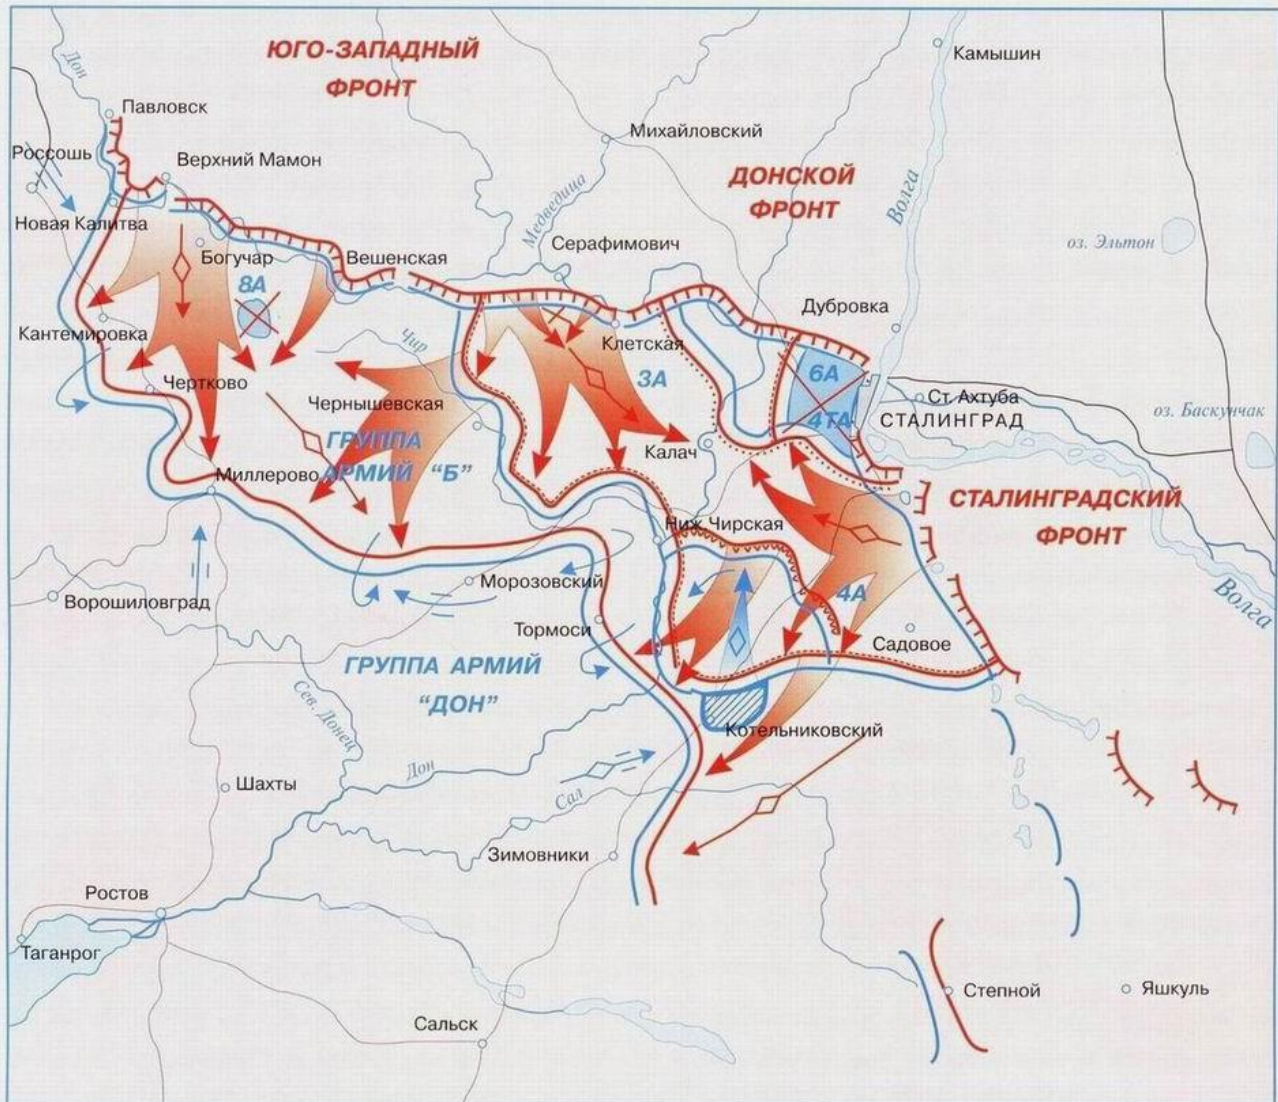 ЮГО-ЗАПАДНЫЙ
ФРОНТ
Камышин
Дон
Павловск
Михайловский
Россошь
Верхний Мамон
ДОНСКОЙ
ФРОНТ
Волга
Медведица
Новая Калитва
Серафимович
оз. Эльтон
Богучар
Вешенская
8А
Дубровка
Кантемировка
Чир
Клетская
3А
6А
Чертково
Ст. Ахтуба
Чернышевская
4ТА
СТАЛИНГРАД
оз. Баскунчак
ГРУППА
АРМИЙ "Б"
Калач
Миллерово
СТАЛИНГРАДСКИЙ
ФРОНТ
Ниж. Чирская
Морозовский
Ворошиловград
4А
Волга
Тормоси
Садовое
ГРУППА АРМИЙ
"ДОН"
Сев. Донец
Котельниковский
Дон
Шахты
Сал
Зимовники
Ростов
Таганрог
Степной
Яшкуль
Сальск